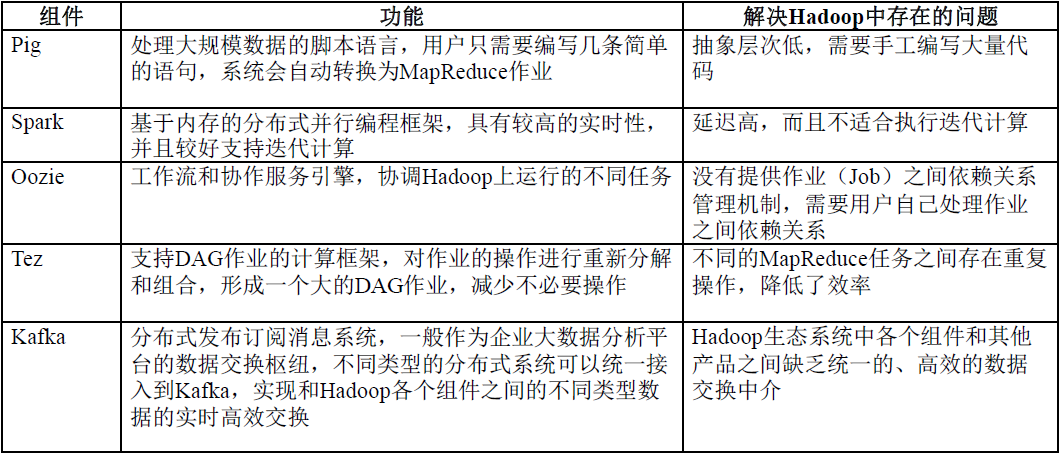 组件 功能 解决Hadoop中存在的问题
Pig 处理大规模数据的脚本语言，用户只需要编写几条简单 抽象层次低，需要手工编写大量代
的语句，系统会自动转换为MapReduce作业 码
Spark 基于内存的分布式并行编程框架，具有较高的实时性， 延迟高，而且不适合执行迭代计算
并且较好支持迭代计算
Oozie 工作流和协作服务引擎，协调Hadoop上运行的不同任务 没有提供作业（Job）之间依赖关系
管理机制，需要用户自己处理作业
之间依赖关系
Tez 支持DAG作业的计算框架，对作业的操作进行重新分解 不同的MapReduce任务之间存在重复
和组合，形成一个大的DAG作业，减少不必要操作 操作，降低了效率
Kafka 分布式发布订阅消息系统，一般作为企业大数据分析平 Hadoop生态系统中各个组件和其他
台的数据交换枢纽，不同类型的分布式系统可以统一接 产品之间缺乏统一的、高效的数据
入到Kafka，实现和Hadoop各个组件之间的不同类型数 交换中介
据的实时高效交换